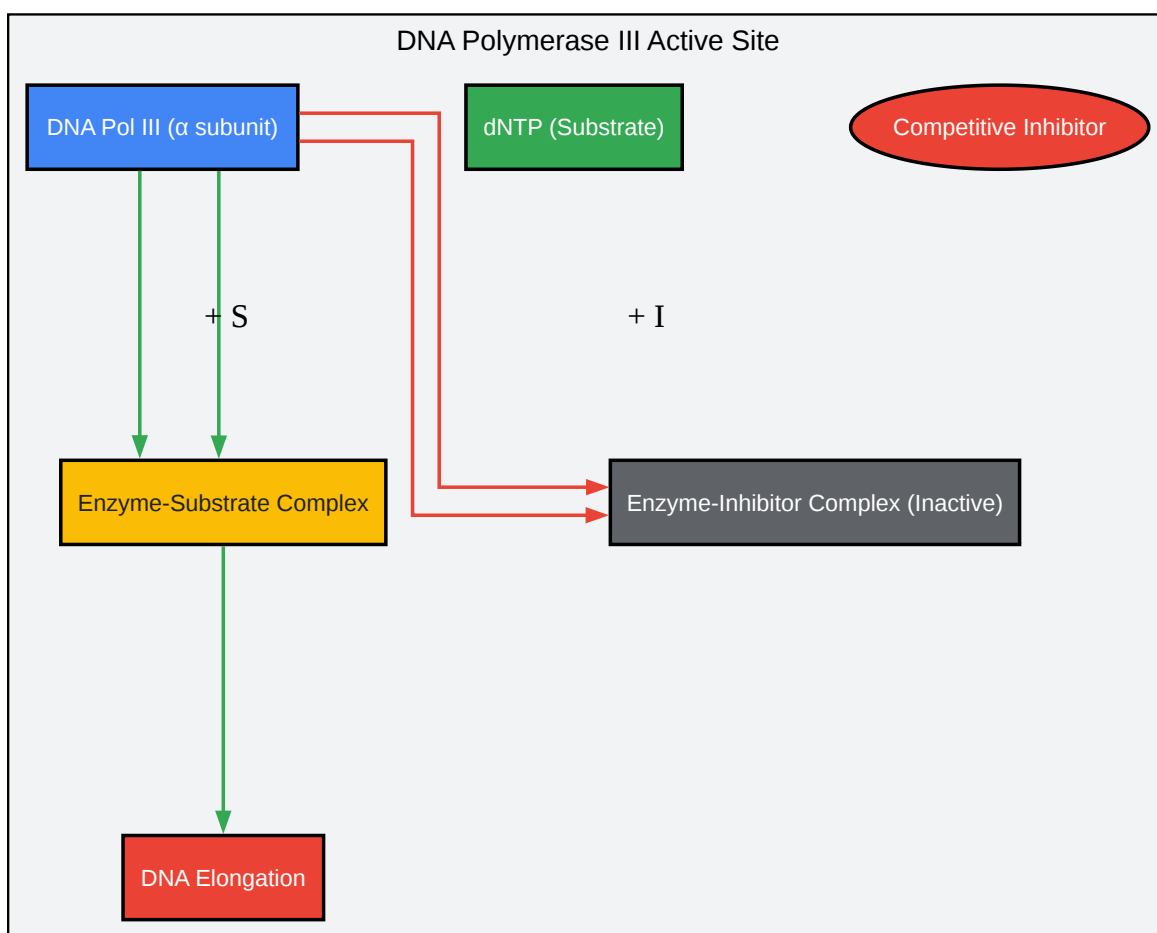 DNA Polymerase III Active Site
DNA Pol III (α subunit)
dNTP (Substrate)
Competitive Inhibitor
+ S
+ I
Enzyme-Substrate Complex
Enzyme-Inhibitor Complex (Inactive)
DNA Elongation